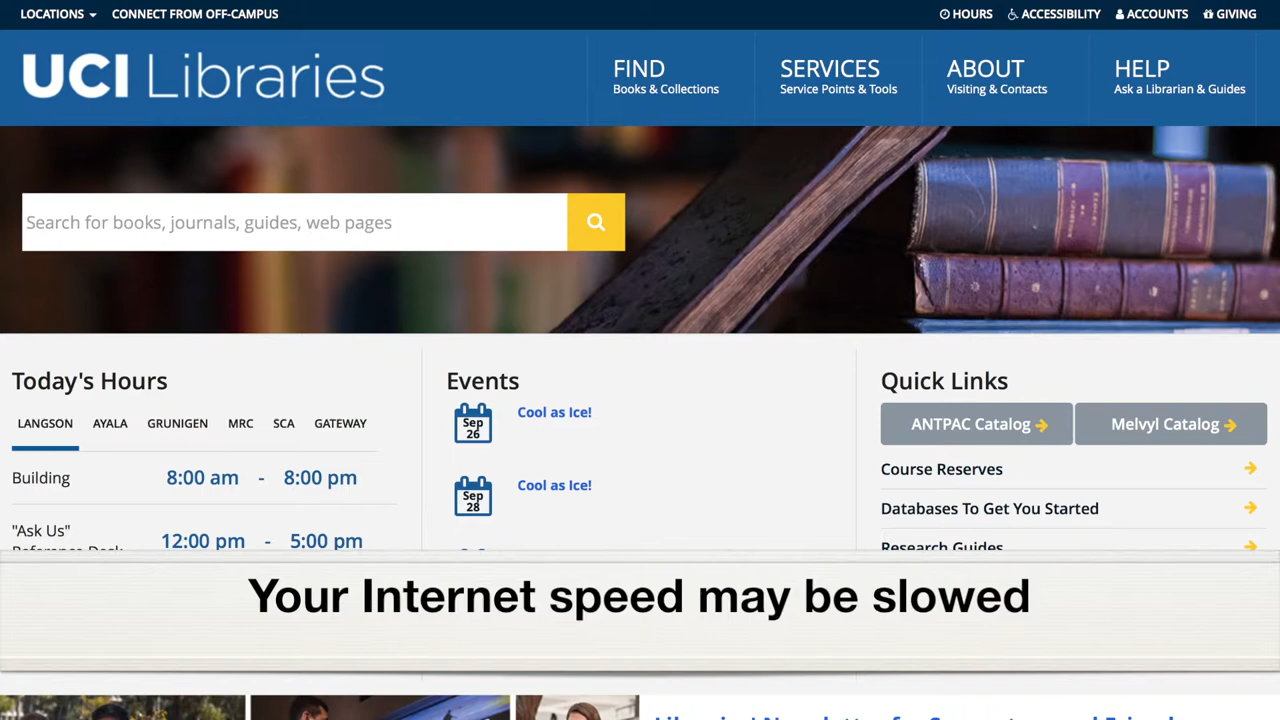 LOCATIONS CONNECT FROM OFF-CAMPUS HOURS ACCESSIBILITY ACCOUNTS GIVING
UCI Libraries
FIND
Books & Collections
SERVICES
Service Points & Tools
ABOUT
Visiting & Contacts
HELP
Ask a Librarian & Guides
Search for books, journals, guides, web pages
Today's Hours
LANGSON AYALA GRUNIGEN MRC SCA GATEWAY
Building 8:00 am - 8:00 pm
"Ask Us"
Reference Desk
12:00 pm - 5:00 pm
Events
Sep
26
Cool as Ice!
Sep
28
Cool as Ice!
Quick Links
ANTPAC Catalog Melvyl Catalog
Course Reserves
Databases To Get You Started
Research Guides
Your Internet speed may be slowed